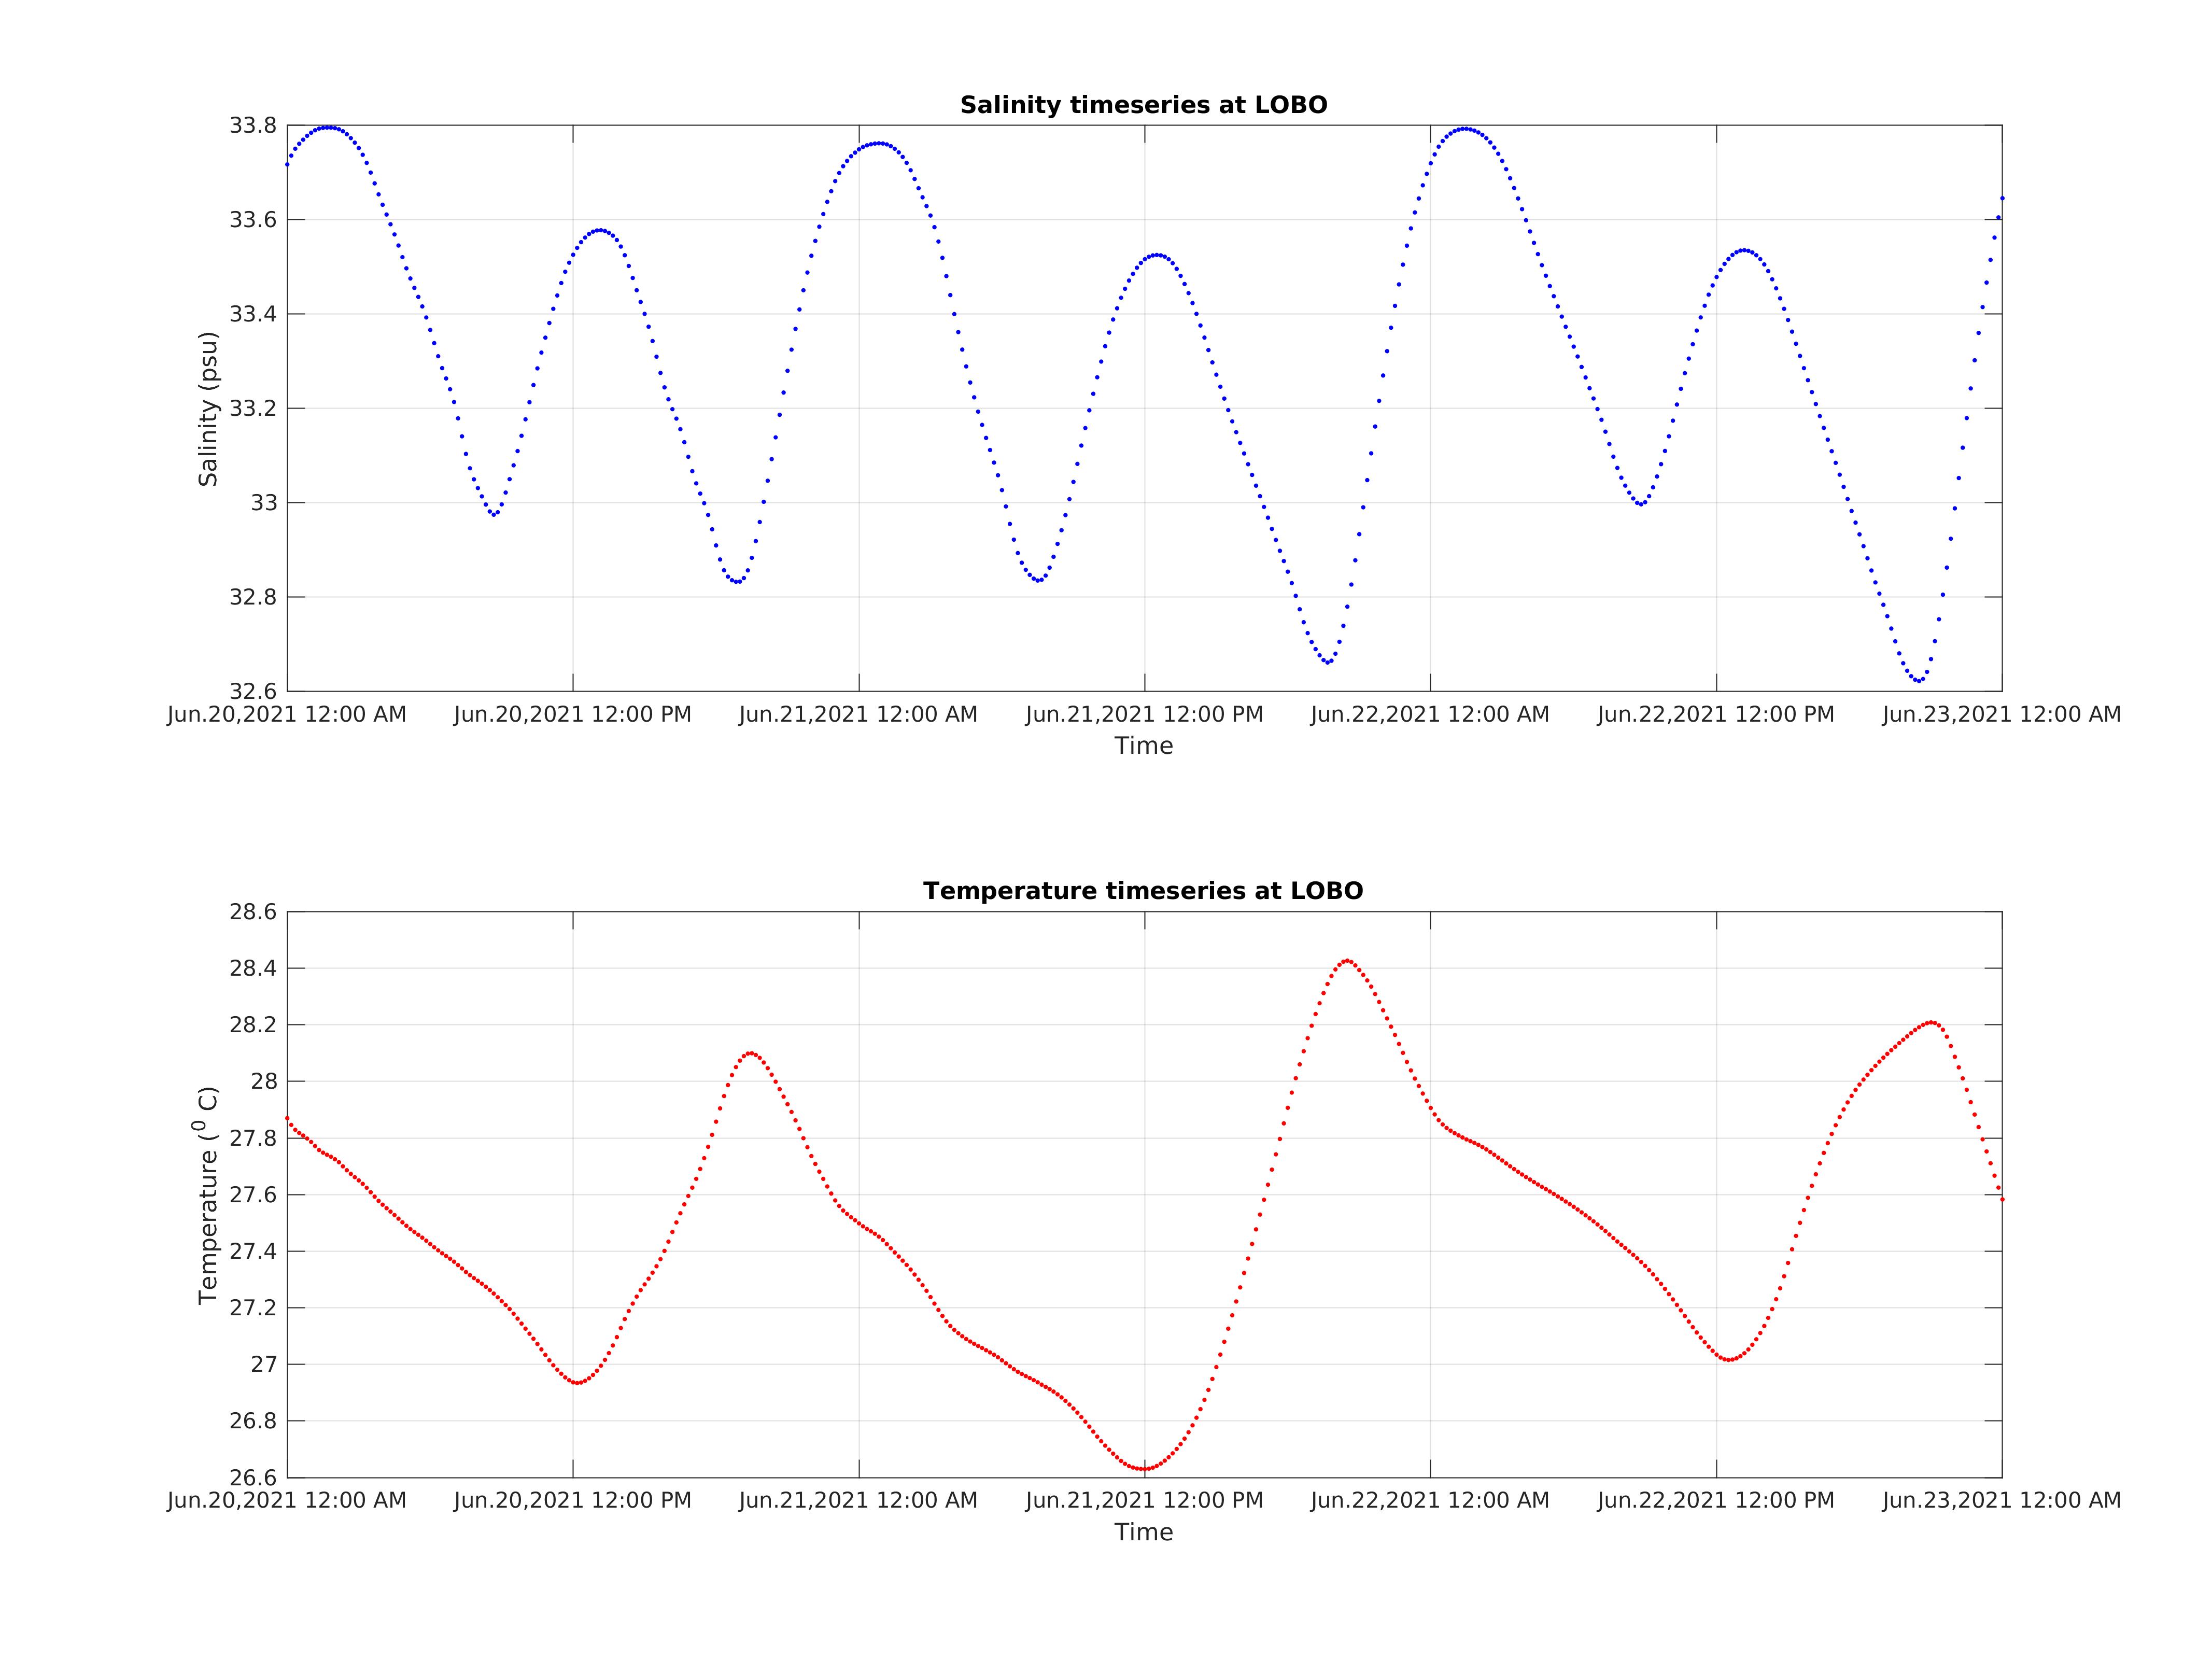 Salinity timeseries at LOBO
33.8
33.6
33.4
33.2
33
32.8
32.6
Salinity (psu)
Jun.20,2021 12:00 AM Jun.20,2021 12:00 PM Jun.21,2021 12:00 AM Jun.21,2021 12:00 PM Jun.22,2021 12:00 AM Jun.22,2021 12:00 PM Jun.23,2021 12:00 AM
Time
Temperature timeseries at LOBO
28.6
28.4
28.2
28
27.8
27.6
27.4
27.2
27
26.8
26.6
Temperature (⁰ C)
Jun.20,2021 12:00 AM Jun.20,2021 12:00 PM Jun.21,2021 12:00 AM Jun.21,2021 12:00 PM Jun.22,2021 12:00 AM Jun.22,2021 12:00 PM Jun.23,2021 12:00 AM
Time